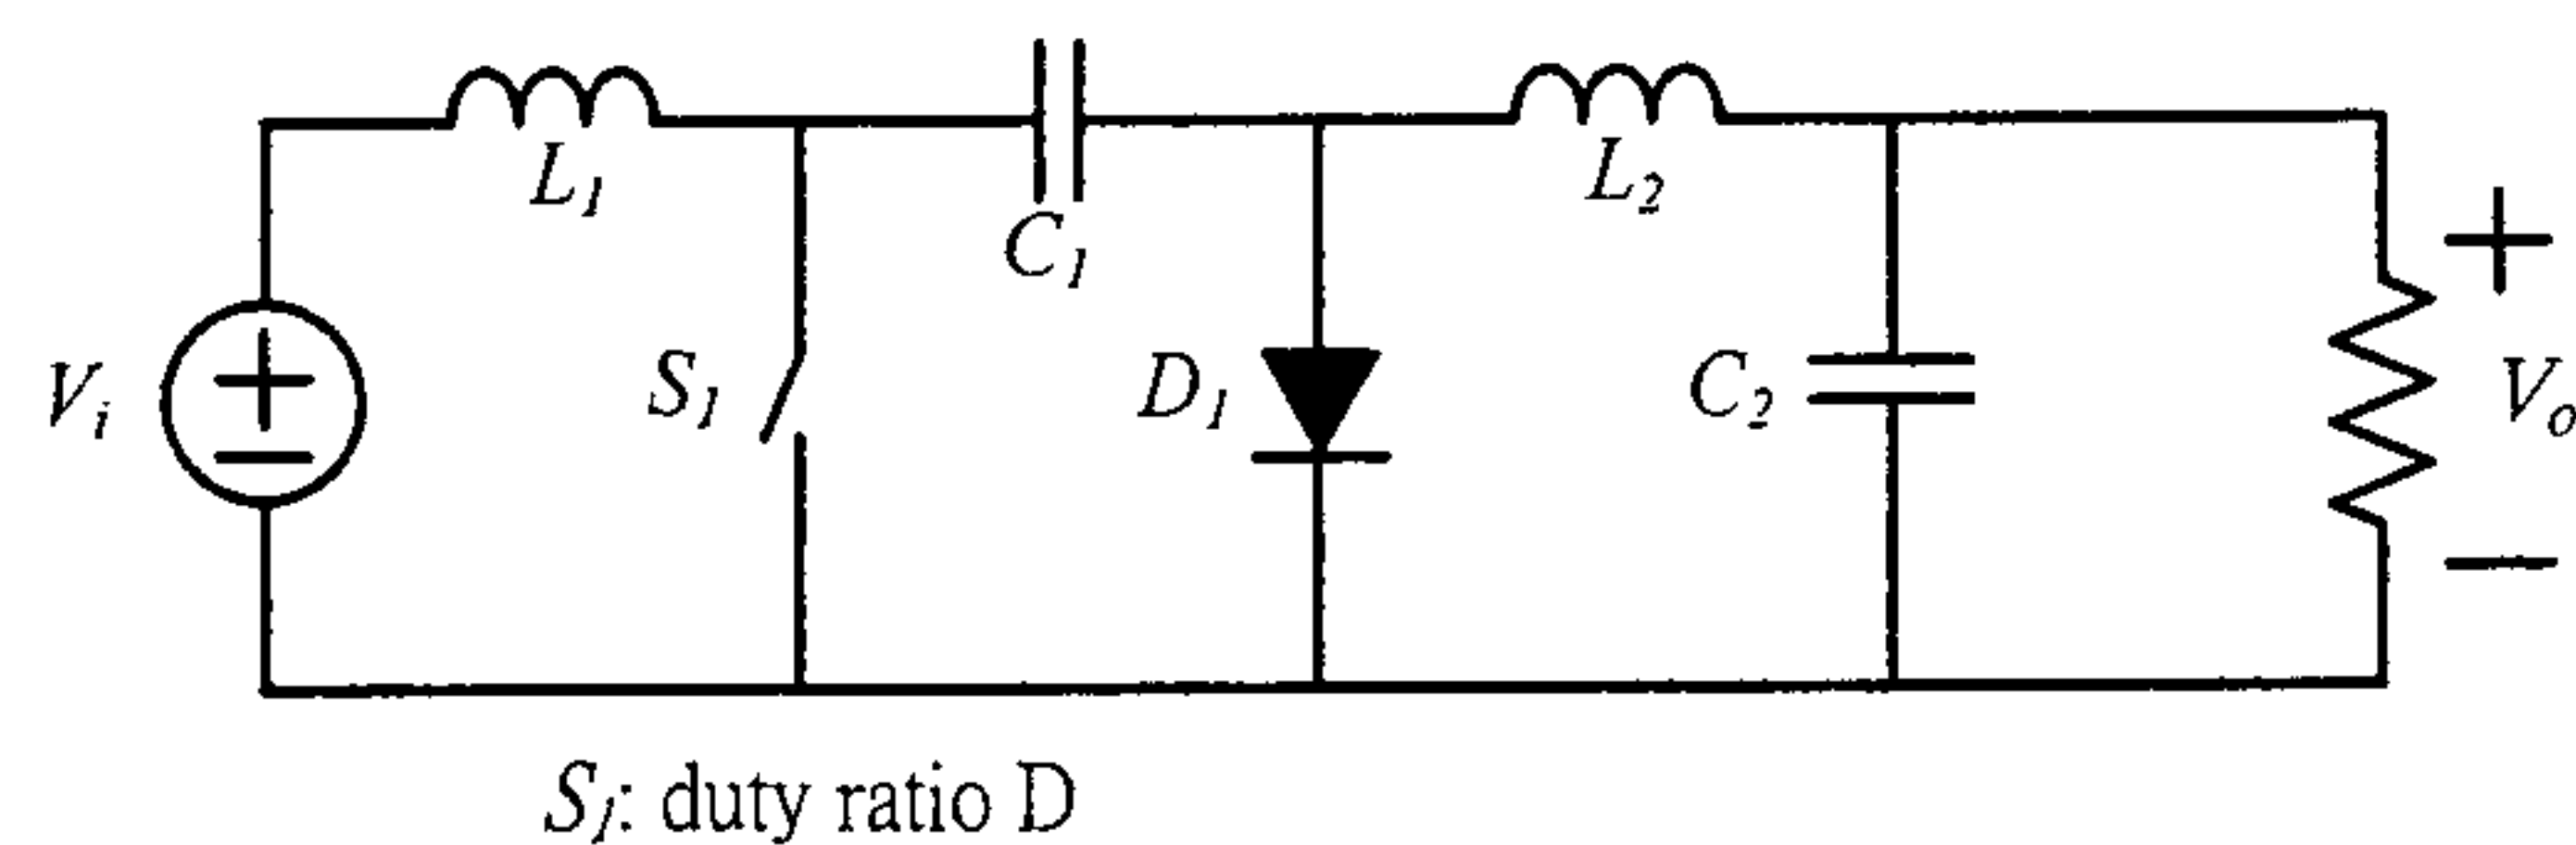 L₁
C₁
L₂
Vᵢ
S₁
D₁
C₂
Vₒ
S₁: duty ratio D